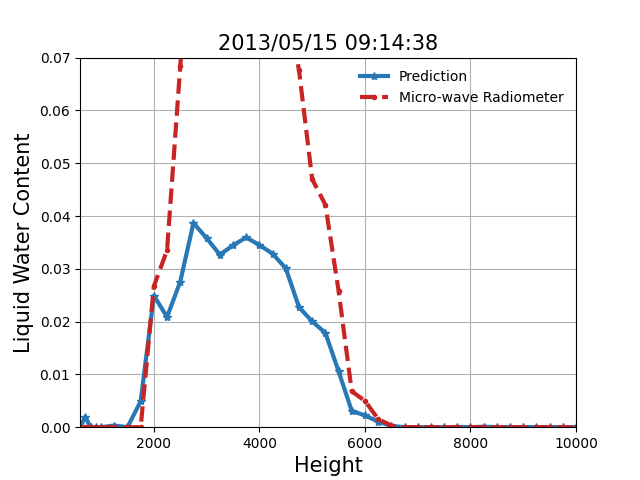 2013/05/15 09:14:38
Prediction
Micro-wave Radiometer
0.07
0.06
0.05
0.04
0.03
0.02
0.01
0.00
Liquid Water Content
2000 4000 6000 8000 10000
Height